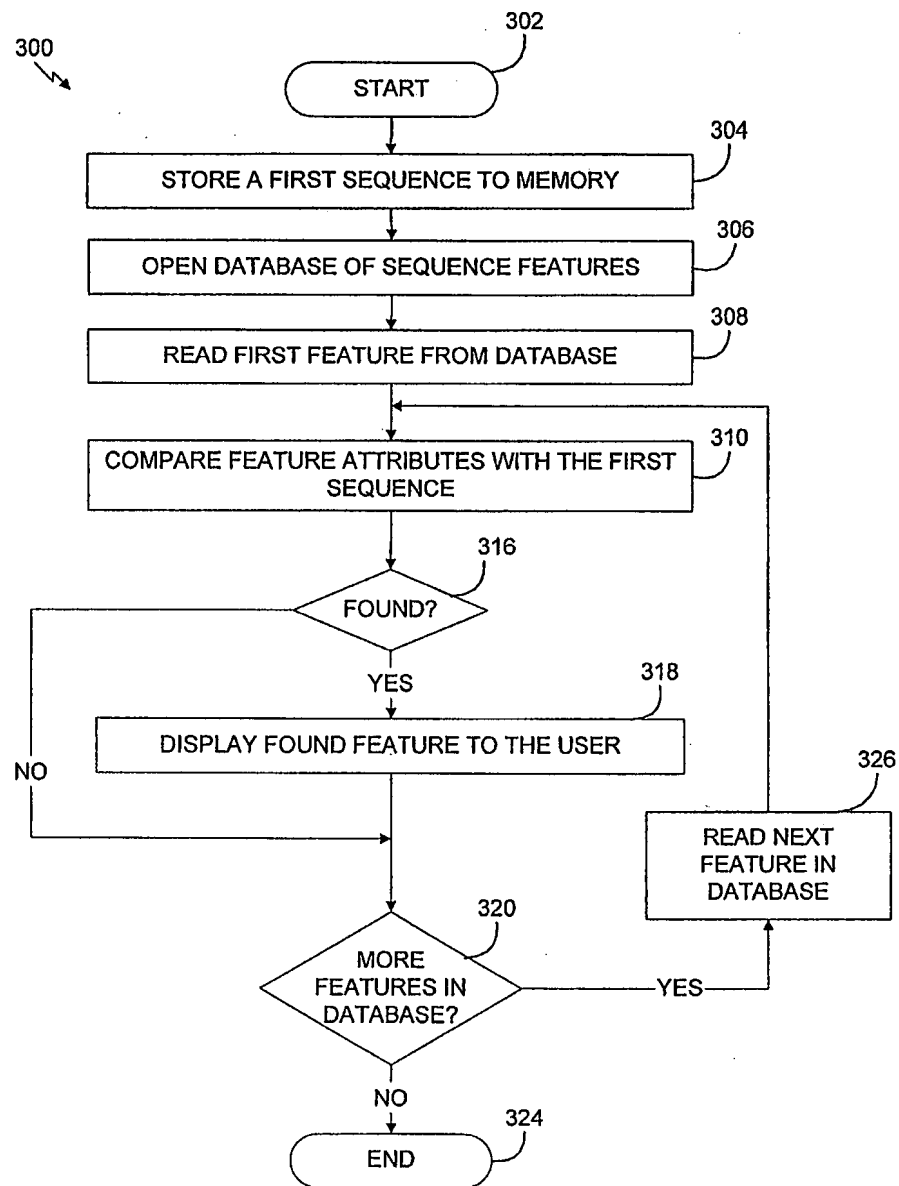 300
302
START
304
STORE A FIRST SEQUENCE TO MEMORY
306
OPEN DATABASE OF SEQUENCE FEATURES
308
READ FIRST FEATURE FROM DATABASE
310
COMPARE FEATURE ATTRIBUTES WITH THE FIRST
SEQUENCE
316
FOUND?
YES
318
DISPLAY FOUND FEATURE TO THE USER
NO
326
READ NEXT
FEATURE IN
DATABASE
320
MORE
FEATURES IN
DATABASE?
YES
NO
324
END